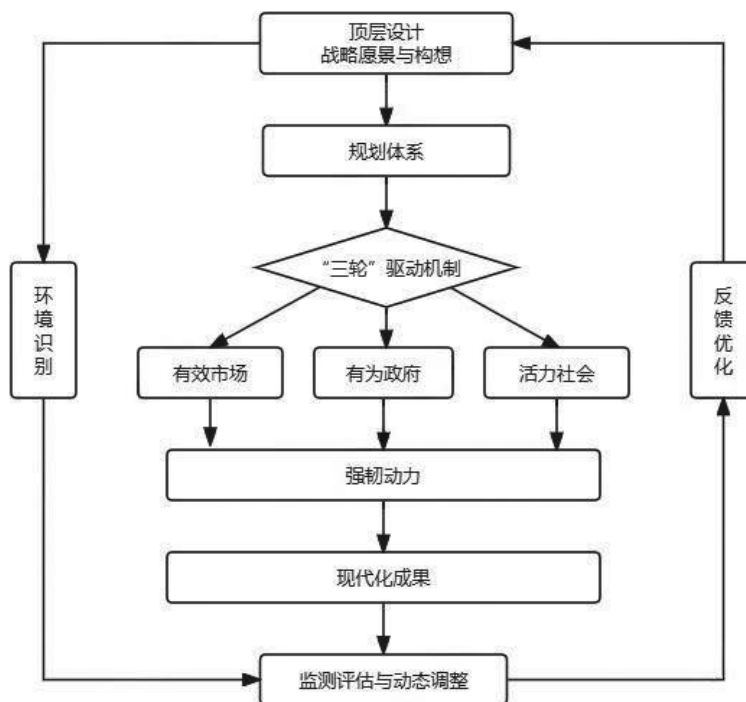 顶层设计
战略愿景与构想
规划体系
“三轮”驱动机制
环境识别
反馈优化
有效市场
有为政府
活力社会
强韧动力
现代化成果
监测评估与动态调整